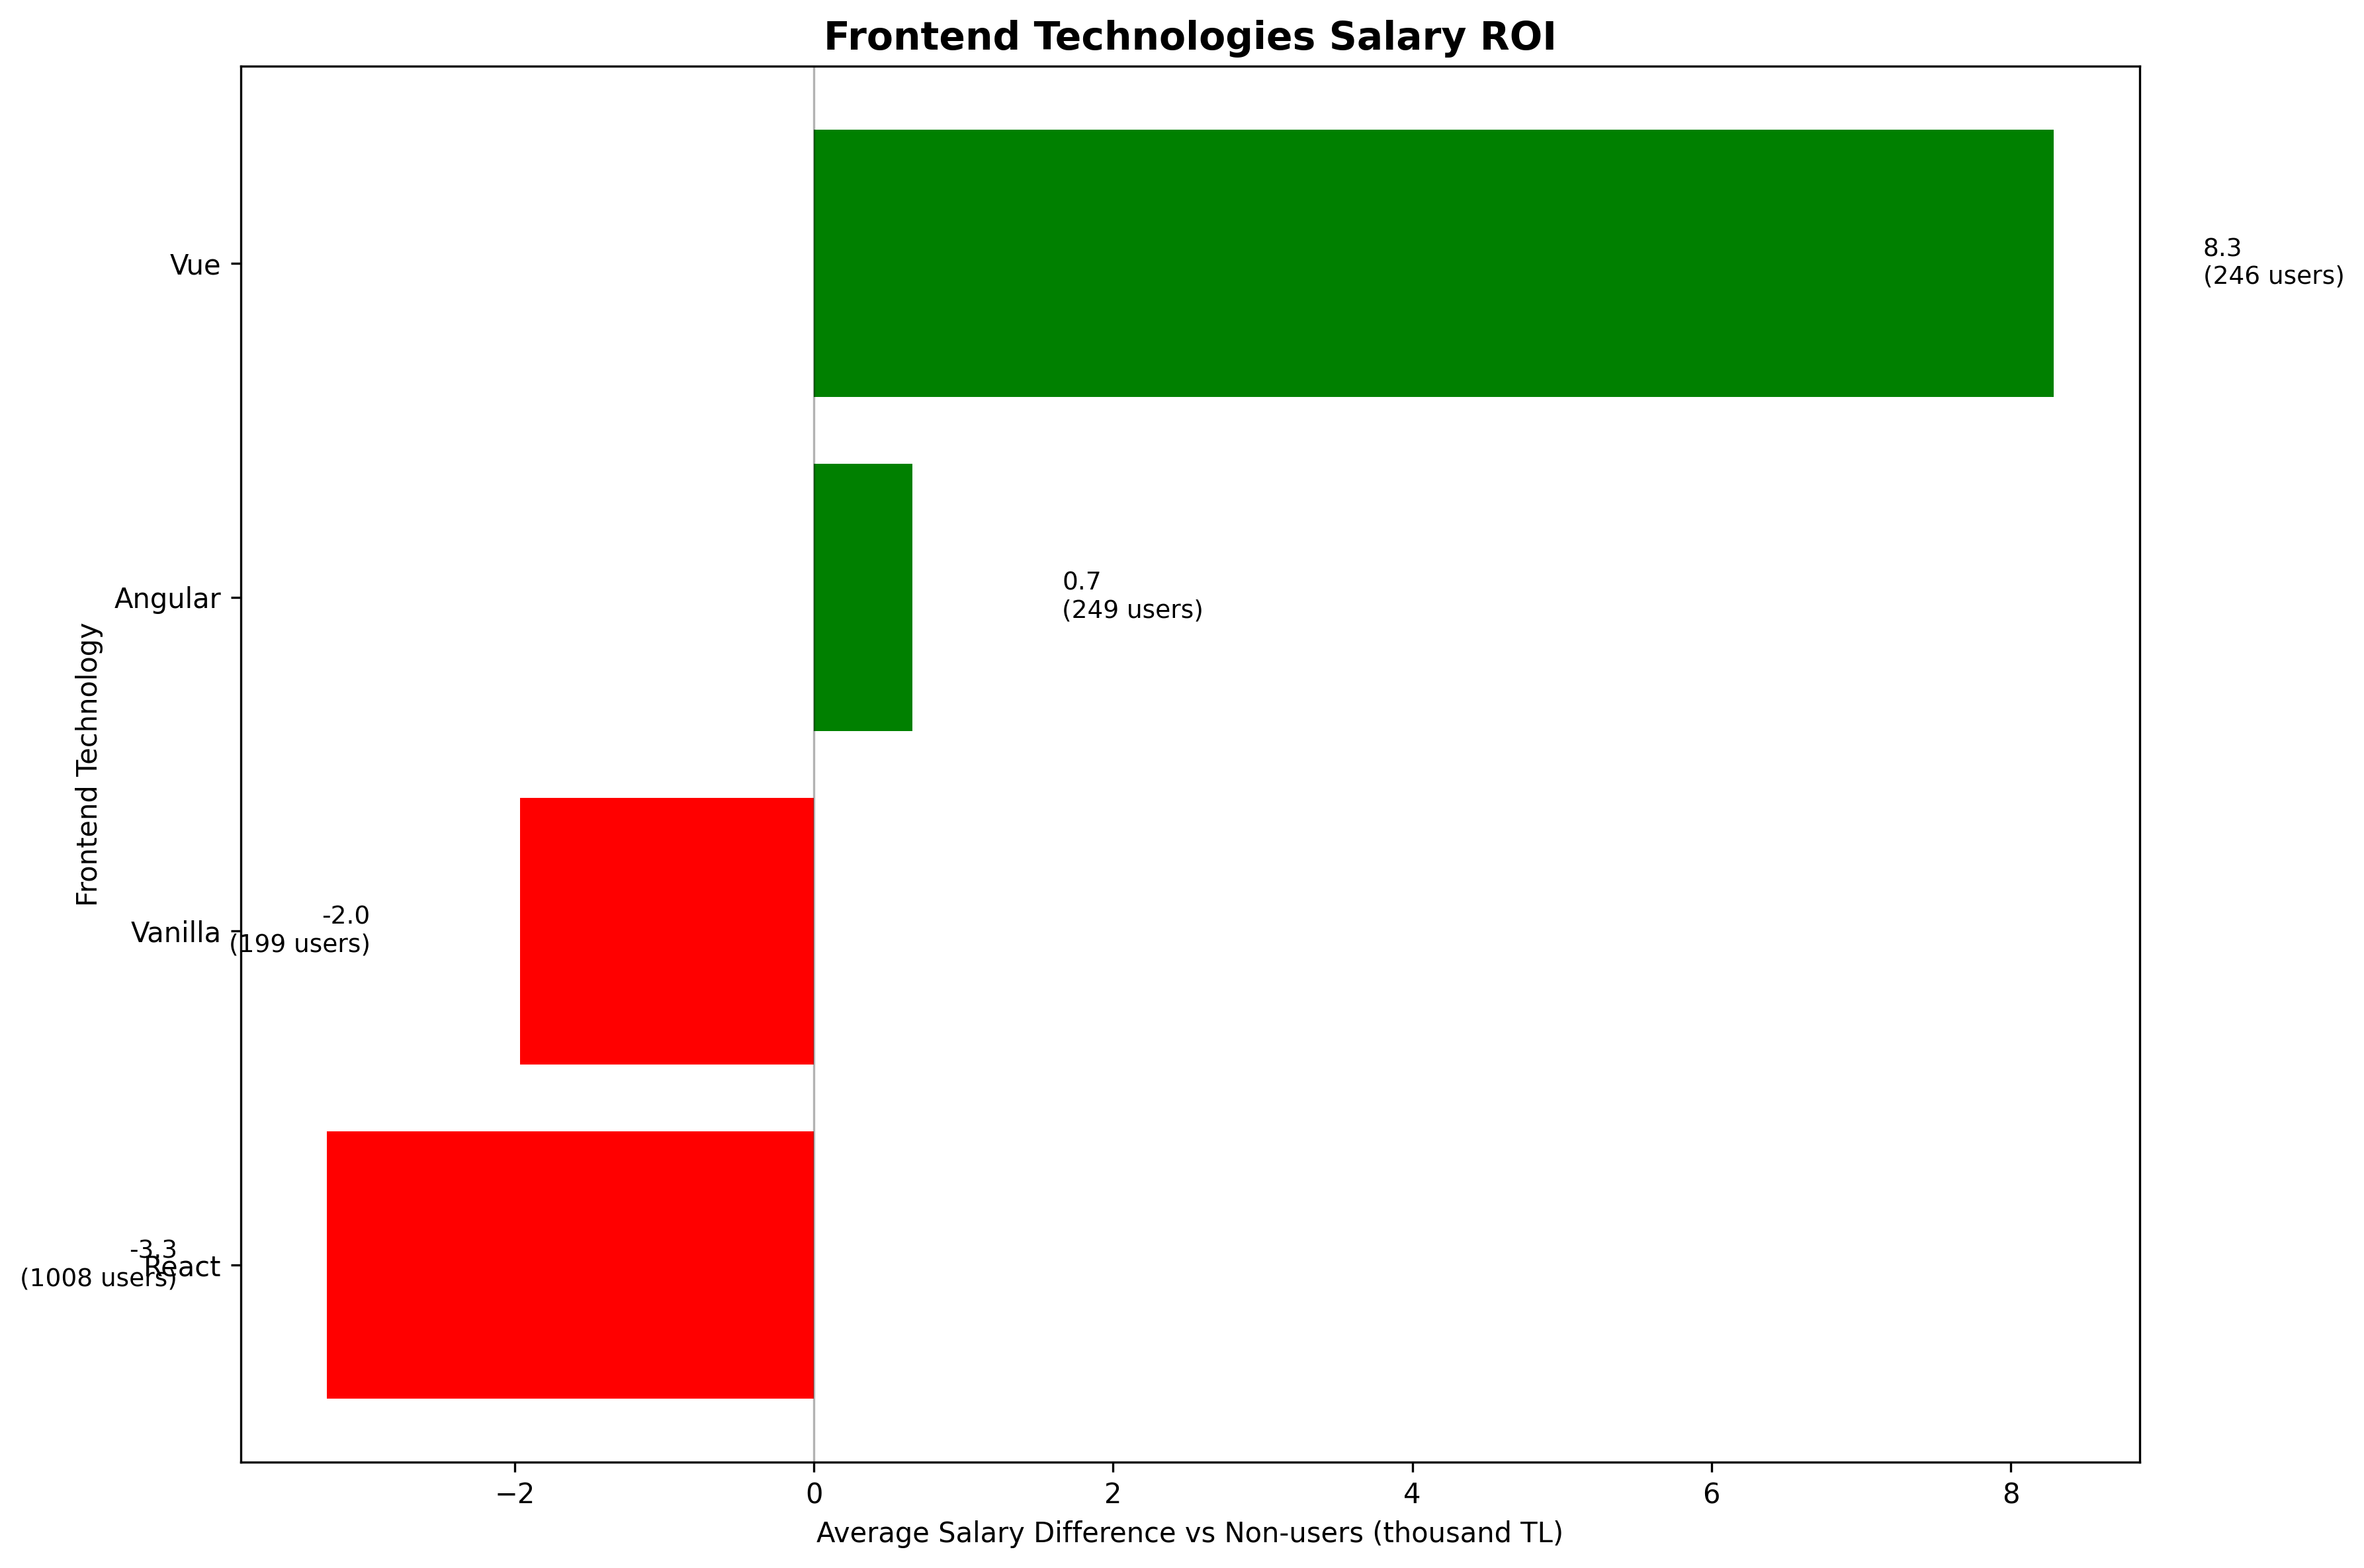 Frontend Technologies Salary ROI
Frontend Technology
Vue
8.3
(246 users)
Angular
0.7
(249 users)
Vanilla
-2.0
(199 users)
React
-3.3
(1008 users)
−2 0 2 4 6 8
Average Salary Difference vs Non-users (thousand TL)